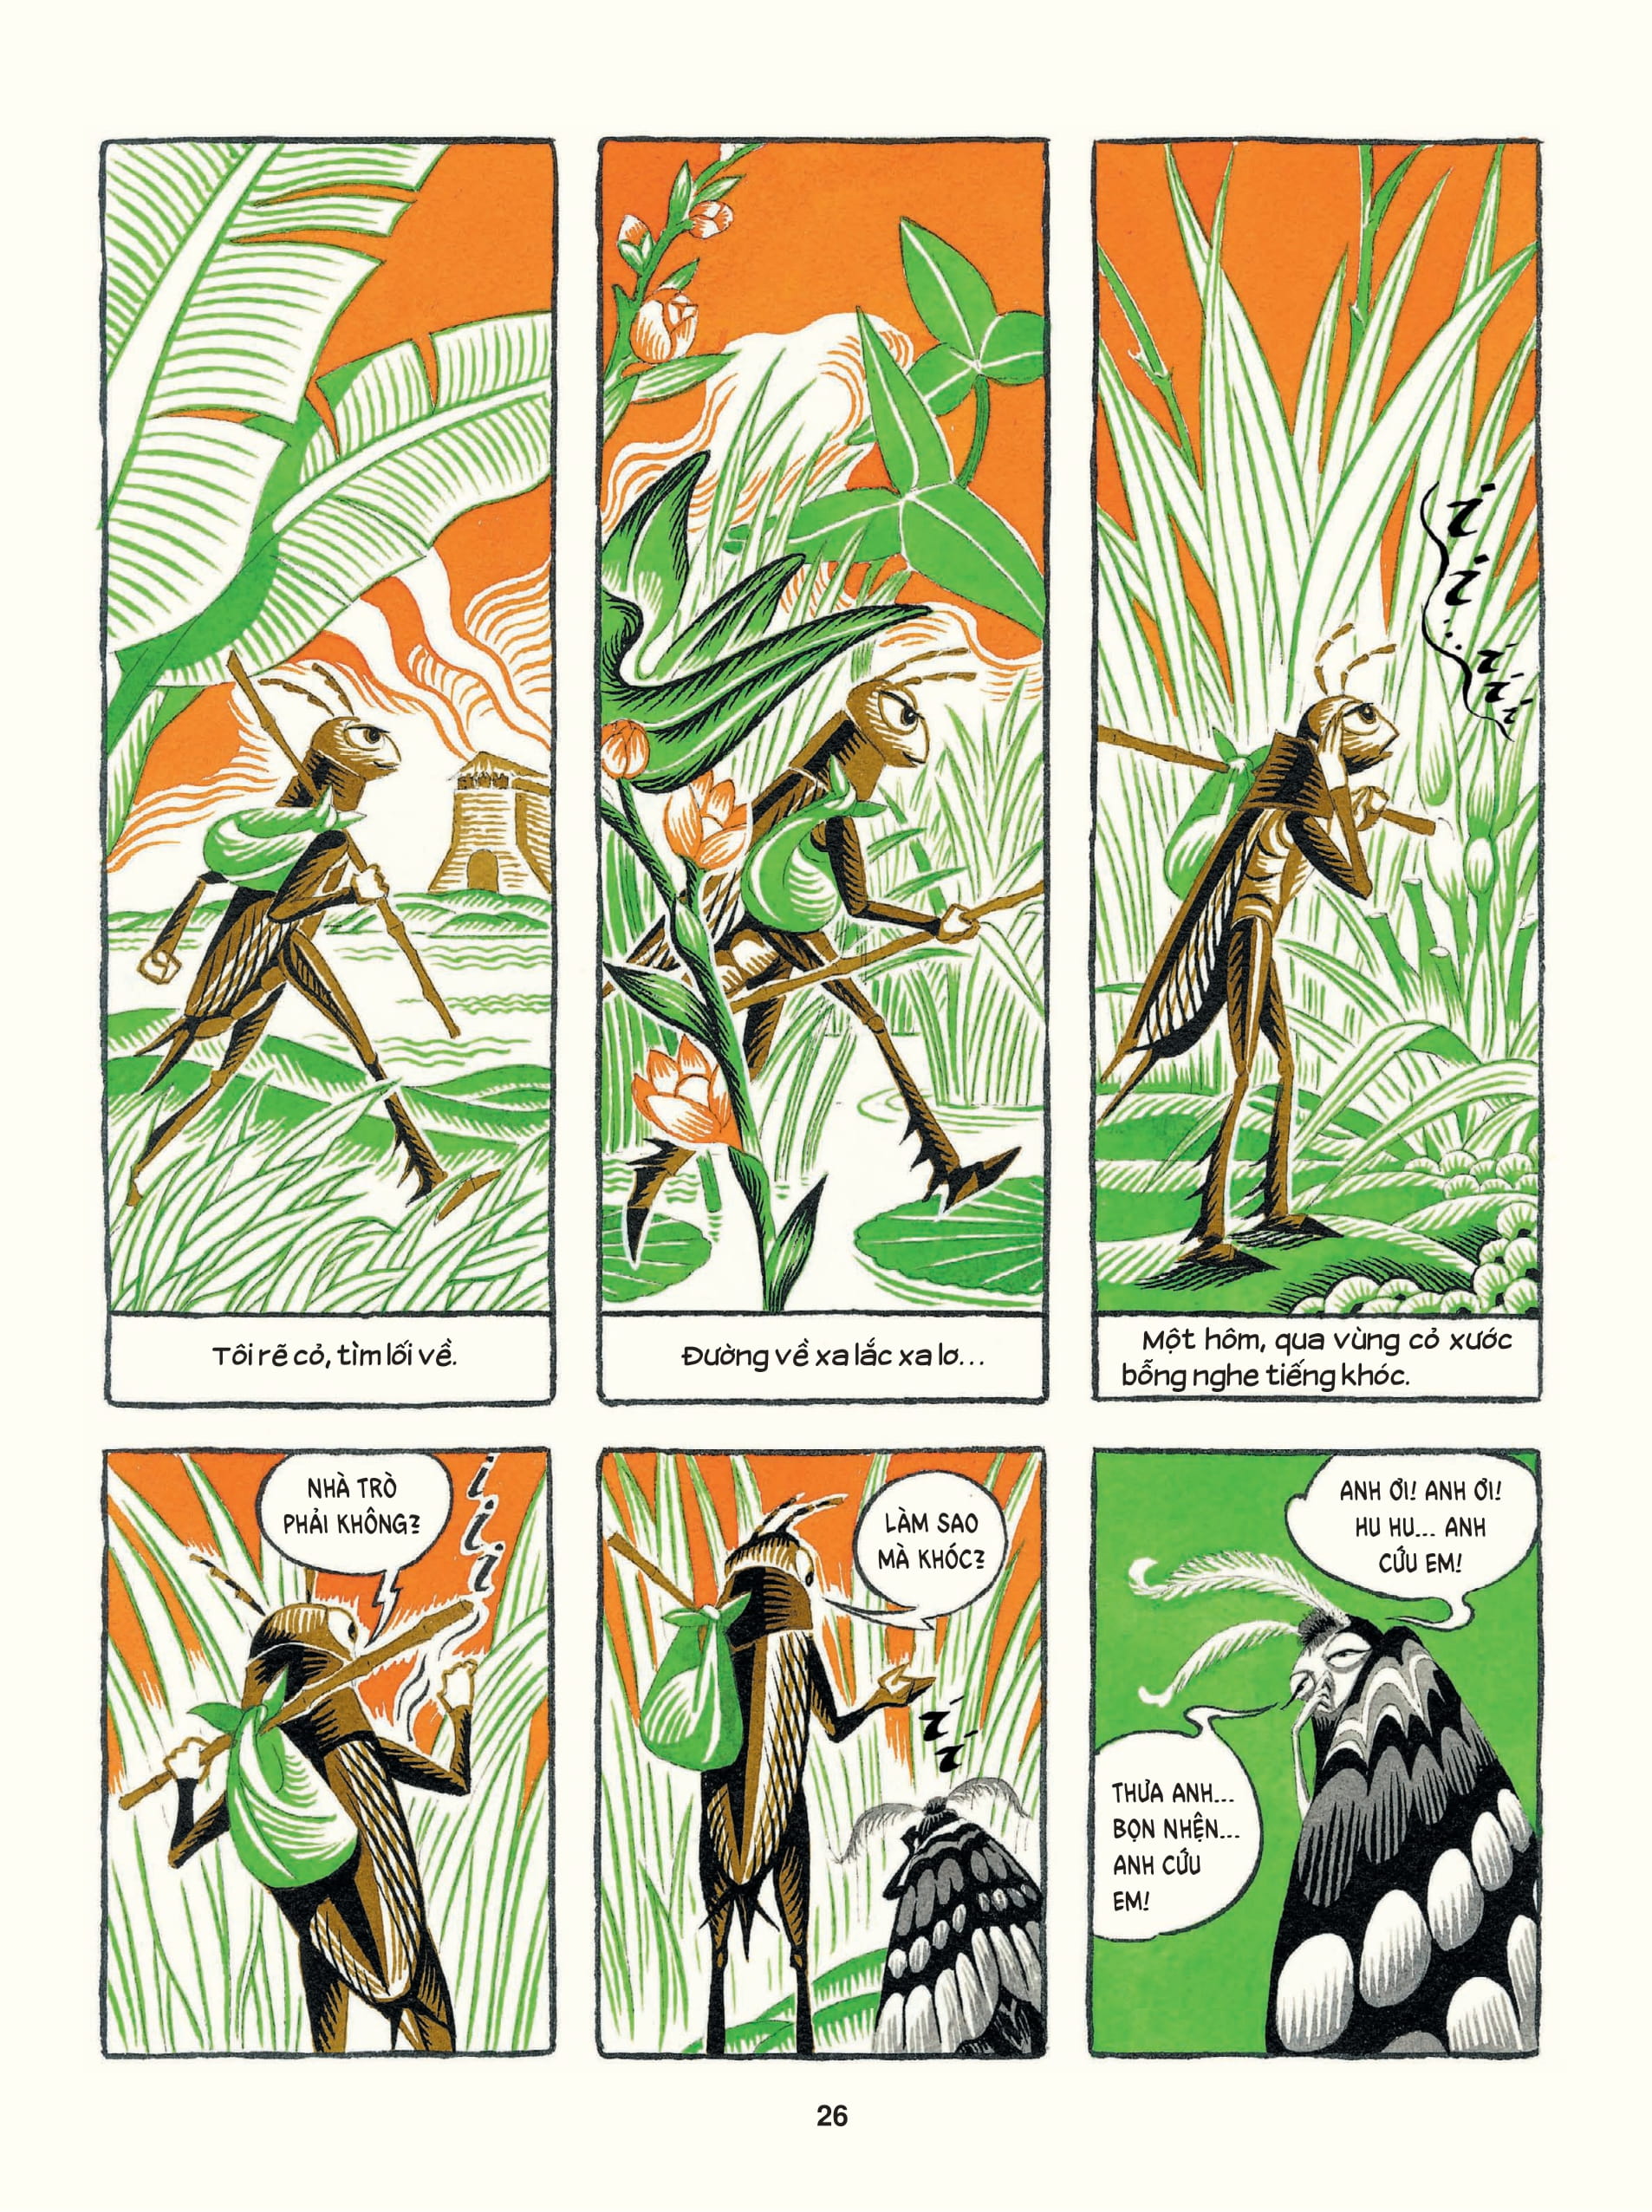 Tôi rẽ cỏ, tìm lối về.
Đường về xa lắc xa lơ...
Một hôm, qua vùng cỏ xước
bỗng nghe tiếng khóc.
i i... i i i
NHÀ TRÒ
PHẢI KHÔNG?
i i i i
LÀM SAO
MÀ KHÓC?
i i
ANH ƠI! ANH ƠI!
HU HU... ANH
CỨU EM!
THƯA ANH...
BỌN NHỆN...
ANH CỨU
EM!
26